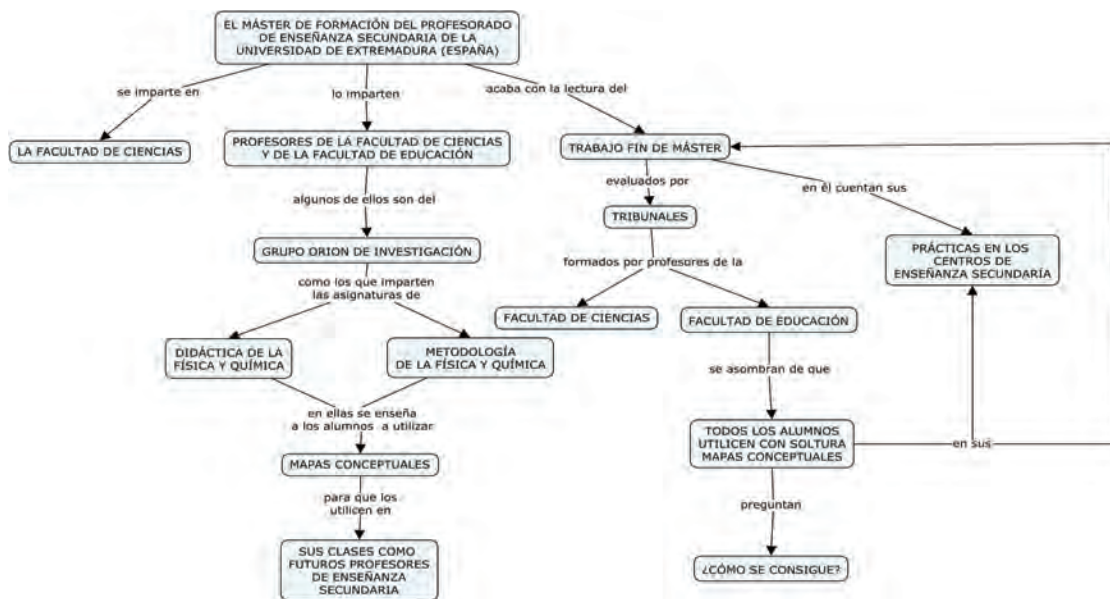 EL MÁSTER DE FORMACIÓN DEL PROFESORADO
DE ENSEÑANZA SECUNDARIA DE LA
UNIVERSIDAD DE EXTREMADURA (ESPAÑA)
se imparte en
lo imparten
acaba con la lectura del
LA FACULTAD DE CIENCIAS
PROFESORES DE LA FACULTAD DE CIENCIAS
Y DE LA FACULTAD DE EDUCACIÓN
TRABAJO FIN DE MÁSTER
algunos de ellos son del
evaluados por
en él cuentan sus
GRUPO ORION DE INVESTIGACIÓN
TRIBUNALES
PRÁCTICAS EN LOS
CENTROS DE
ENSEÑANZA SECUNDARÍA
como los que imparten
las asignaturas de
formados por profesores de la
DIDÁCTICA DE LA
FÍSICA Y QUÍMICA
METODOLOGÍA
DE LA FÍSICA Y QUÍMICA
FACULTAD DE CIENCIAS
FACULTAD DE EDUCACIÓN
en ellas se enseña
a los alumnos a utilizar
se asombran de que
MAPAS CONCEPTUALES
TODOS LOS ALUMNOS
UTILICEN CON SOLTURA
MAPAS CONCEPTUALES
en sus
para que los
utilicen en
preguntan
SUS CLASES COMO
FUTUROS PROFESORES
DE ENSEÑANZA
SECUNDARIA
¿CÓMO SE CONSIGUE?